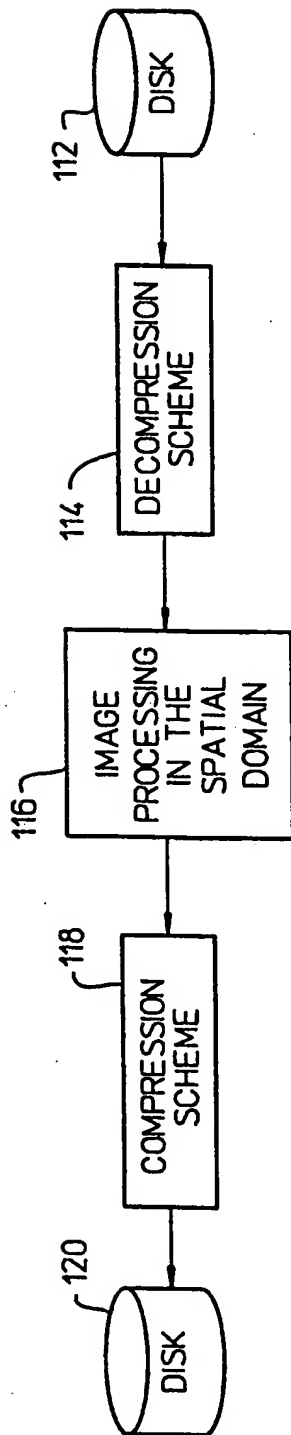 112
DISK
114
DECOMPRESSION
SCHEME
116
IMAGE
PROCESSING
IN THE
SPATIAL
DOMAIN
118
COMPRESSION
SCHEME
120
DISK